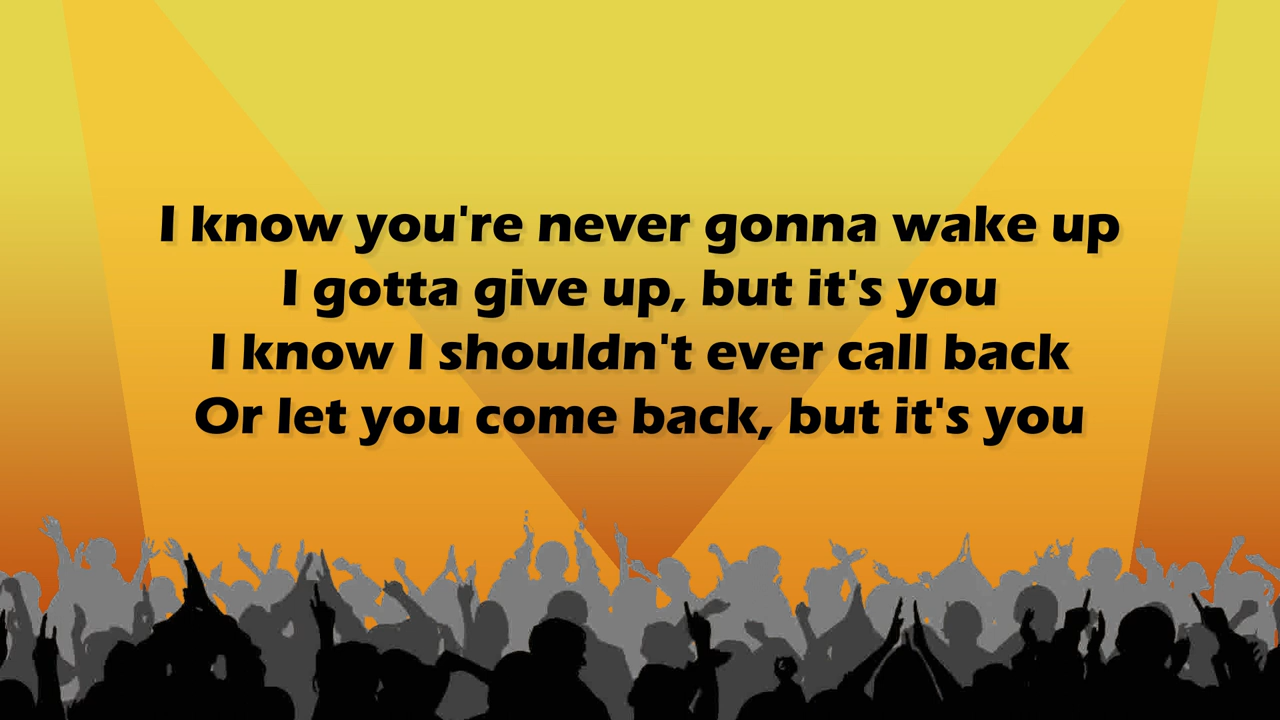 I know you're never gonna wake up
I gotta give up, but it's you
I know I shouldn't ever call back
Or let you come back, but it's you